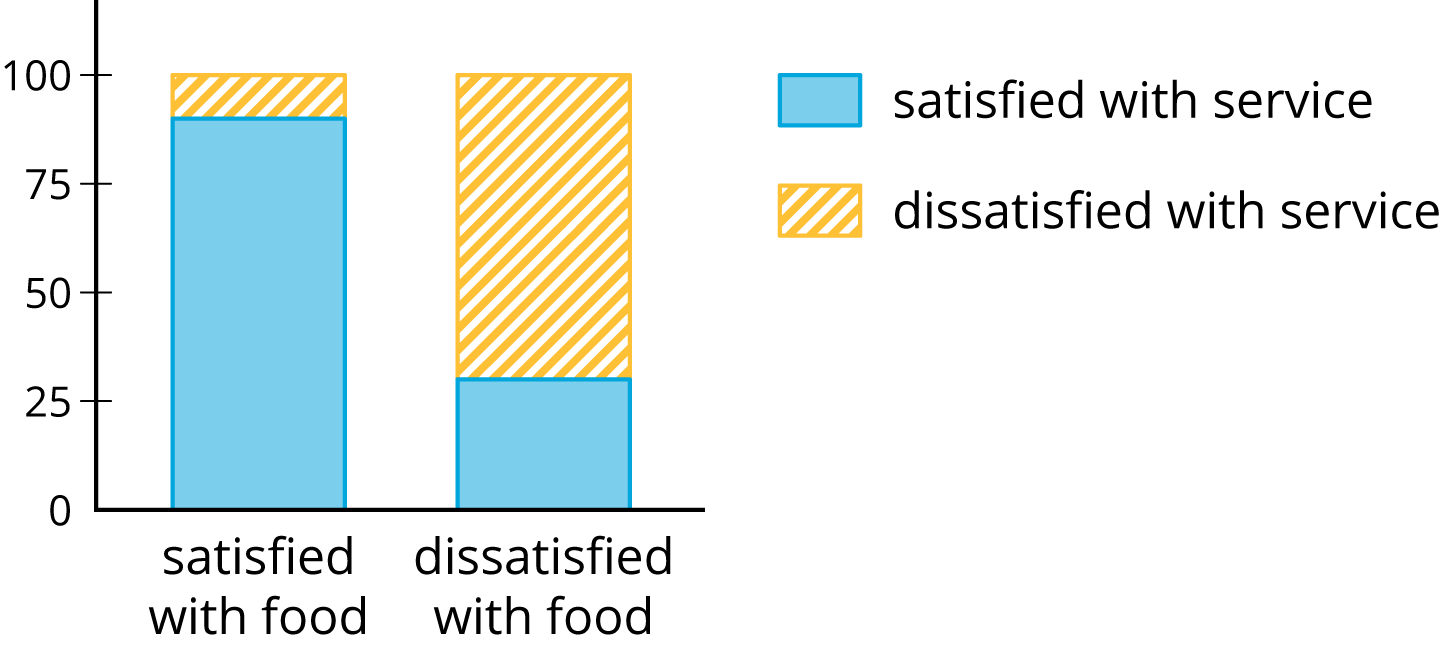 100
75
50
25
0
satisfied
with food
dissatisfied
with food
satisfied with service
dissatisfied with service